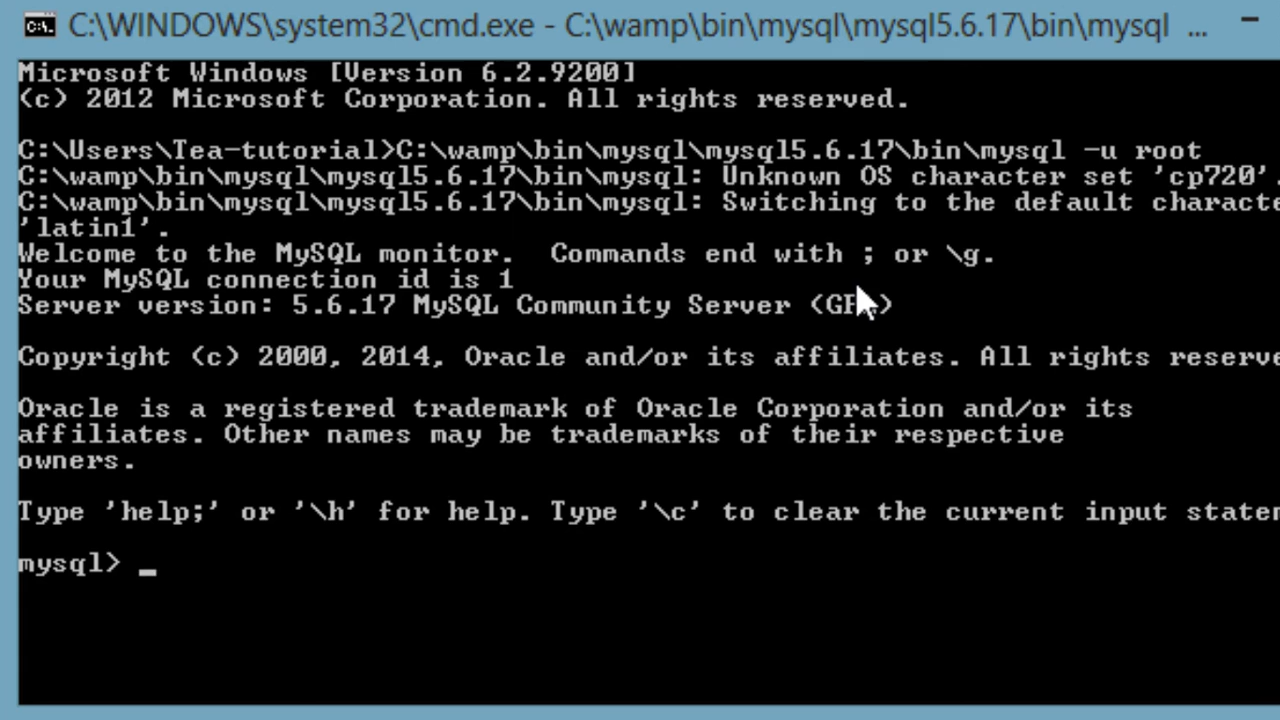 C:\WINDOWS\system32\cmd.exe - C:\wamp\bin\mysql\mysql5.6.17\bin\mysql ...
Microsoft Windows [Version 6.2.9200]
(c) 2012 Microsoft Corporation. All rights reserved.
C:\Users\Tea-tutorial>C:\wamp\bin\mysql\mysql5.6.17\bin\mysql -u root
C:\wamp\bin\mysql\mysql5.6.17\bin\mysql: Unknown OS character set 'cp720'.
C:\wamp\bin\mysql\mysql5.6.17\bin\mysql: Switching to the default characte
'latin1'.
Welcome to the MySQL monitor.  Commands end with ; or \g.
Your MySQL connection id is 1
Server version: 5.6.17 MySQL Community Server
Copyright (c) 2000, 2014, Oracle and/or its affiliates. All rights reserve
Oracle is a registered trademark of Oracle Corporation and/or its
affiliates. Other names may be trademarks of their respective
owners.
Type 'help;' or '\h' for help. Type '\c' to clear the current input state
mysql> _